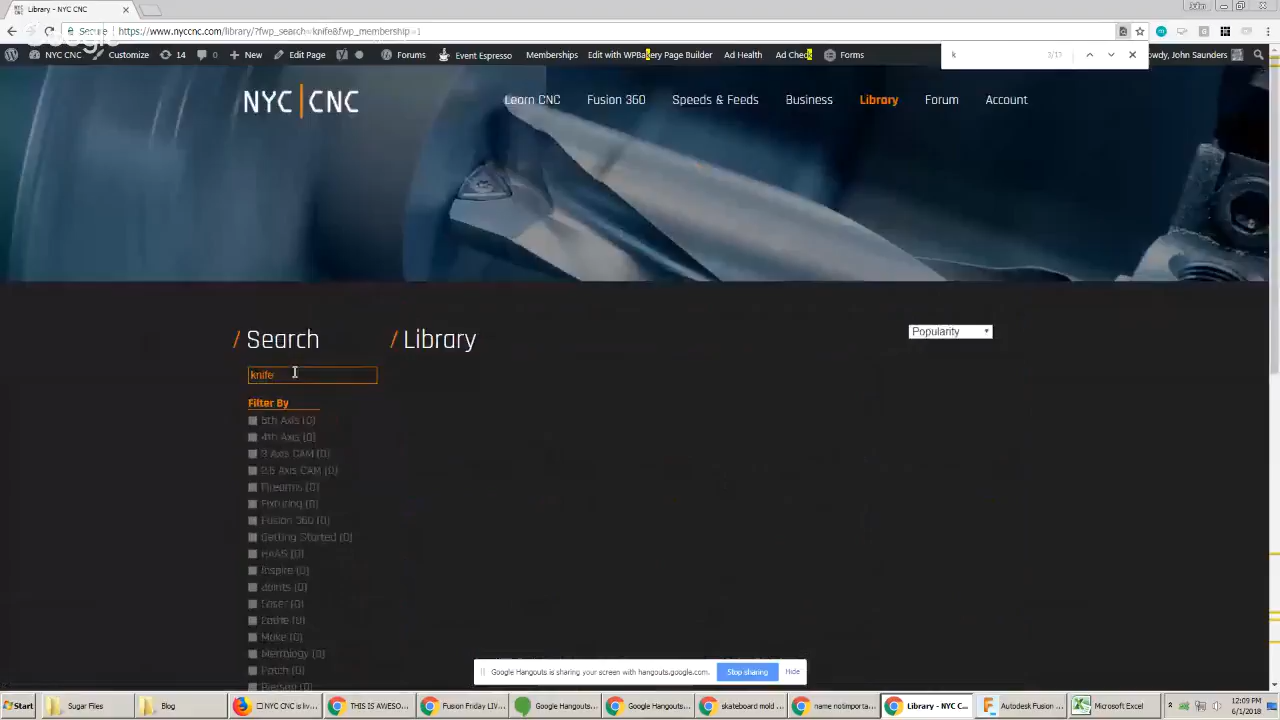 Library - NYC CNC
Secure https://www.nyccnc.com/library/?fwp_search=knife&fwp_membership=1
NYC CNC Customize 14 0 New Edit Page Forums Event Espresso Memberships Edit with WPBakery Page Builder Ad Health Ad Check Forms
k 3/17
owdy, John Saunders
NYC | CNC
Learn CNC Fusion 360 Speeds & Feeds Business Library Forum Account
/ Search / Library
Popularity
knife
Filter By
5th Axis (0)
4th Axis (0)
3 Axis CAM (0)
2.5 Axis CAM (0)
Firearms (0)
Fixturing (0)
Fusion 360 (0)
Getting Started (0)
HAAS (0)
Inspire (0)
Joints (0)
Laser (0)
Lathe (0)
Make (0)
Metrology (0)
Patch (0)
Pierson (0)
Google Hangouts is sharing your screen with hangouts.google.com. Stop sharing Hide
Start Sugar Files Blog NYC CNC is liv... THIS IS AWESO... Fusion Friday LIV... Google Hangouts... Google Hangouts... skateboard mold ... name notimporta... Library - NYC C... Autodesk Fusion ... Microsoft Excel
12:09 PM
6/1/2018